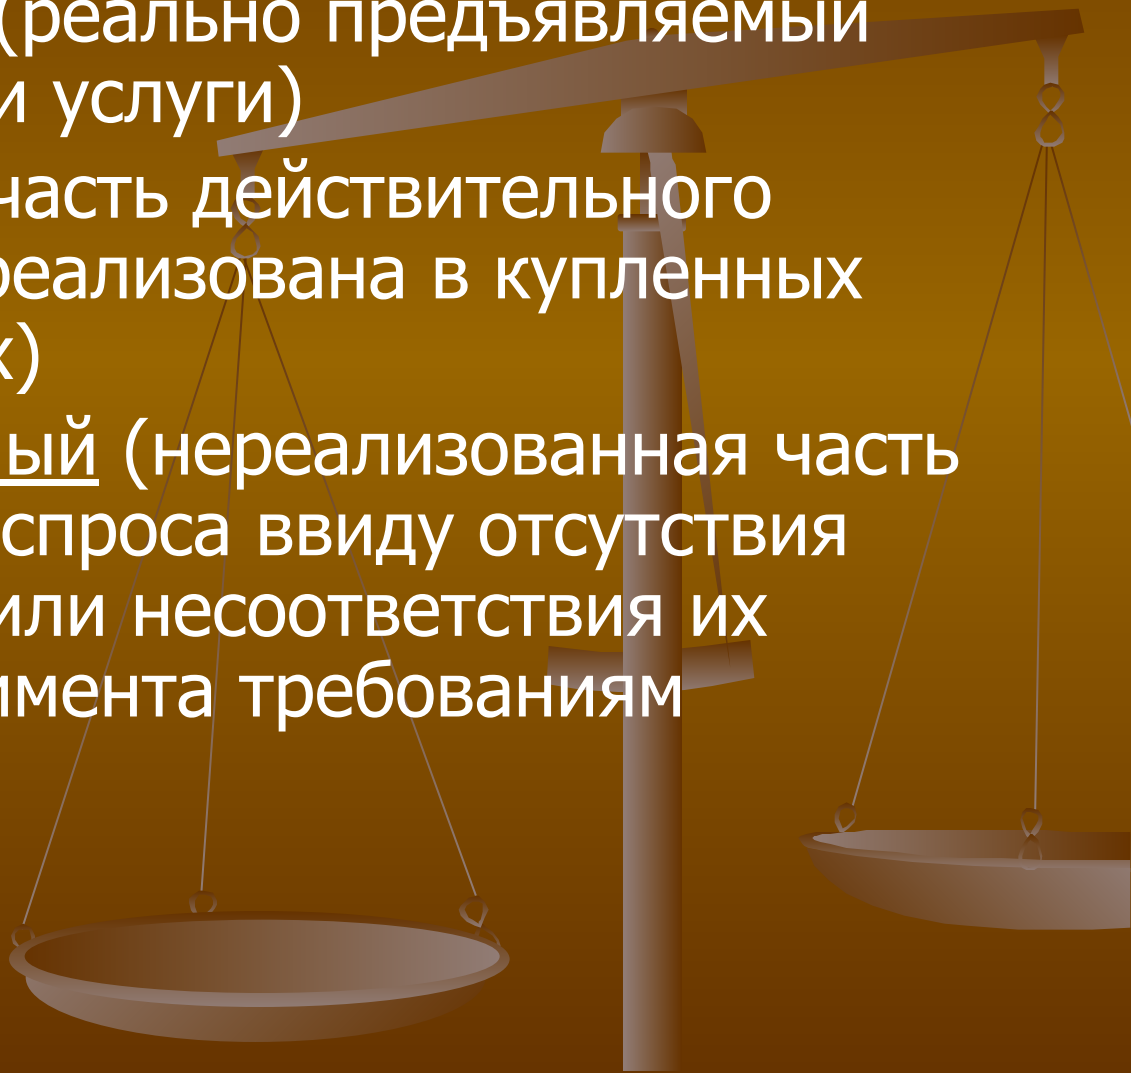 (реально предъявляемый
и услуги)
часть действительного
реализована в купленных
х)
ый (нереализованная часть
спроса ввиду отсутствия
или несоответствия их
имента требованиям